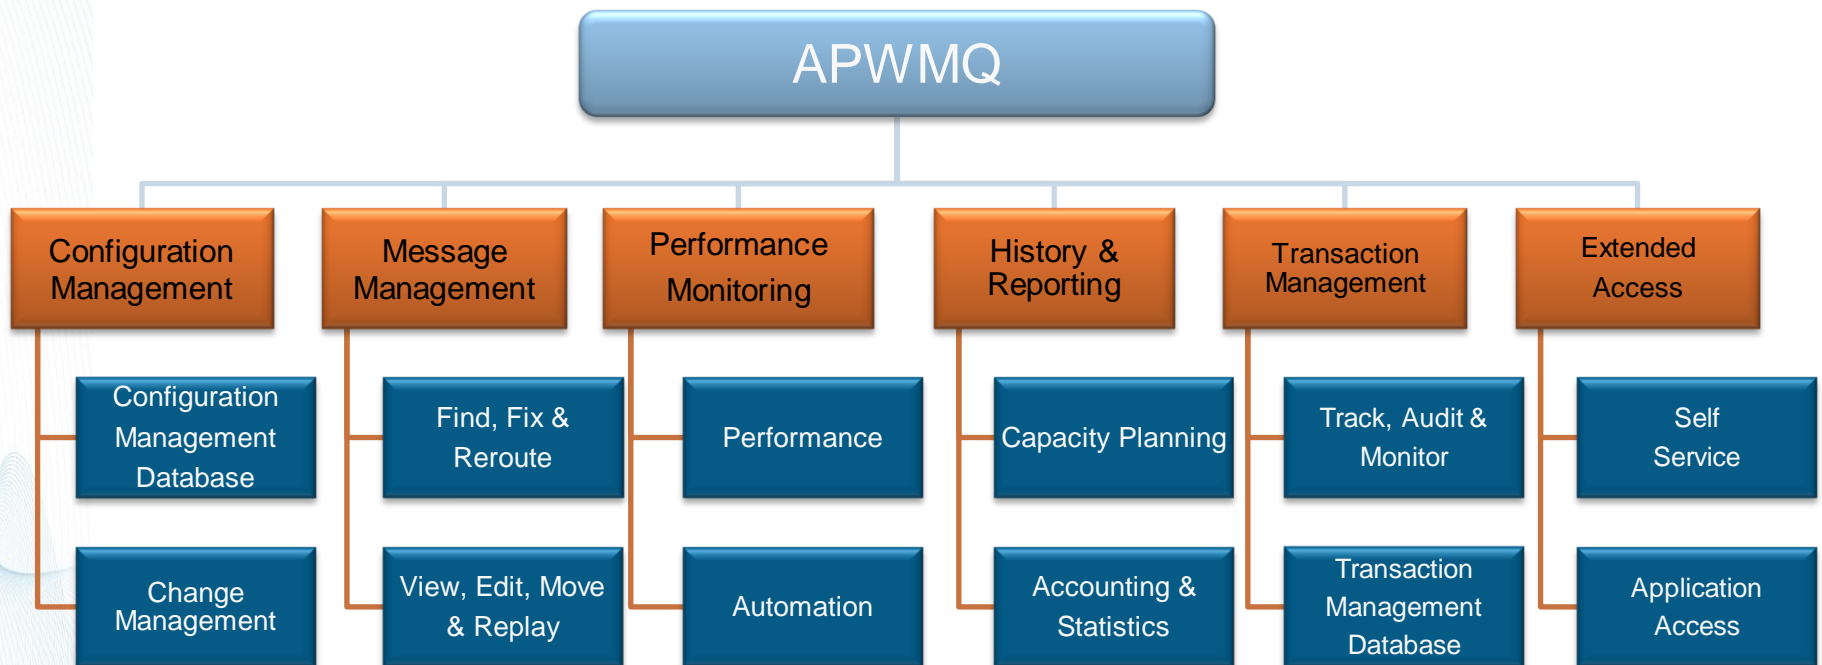 APWMQ
Configuration
Management
Message
Management
Performance
Monitoring
History &
Reporting
Transaction
Management
Extended
Access
Configuration
Management
Database
Find, Fix &
Reroute
Performance
Capacity Planning
Track, Audit &
Monitor
Self
Service
Change
Management
View, Edit, Move
& Replay
Automation
Accounting &
Statistics
Transaction
Management
Database
Application
Access